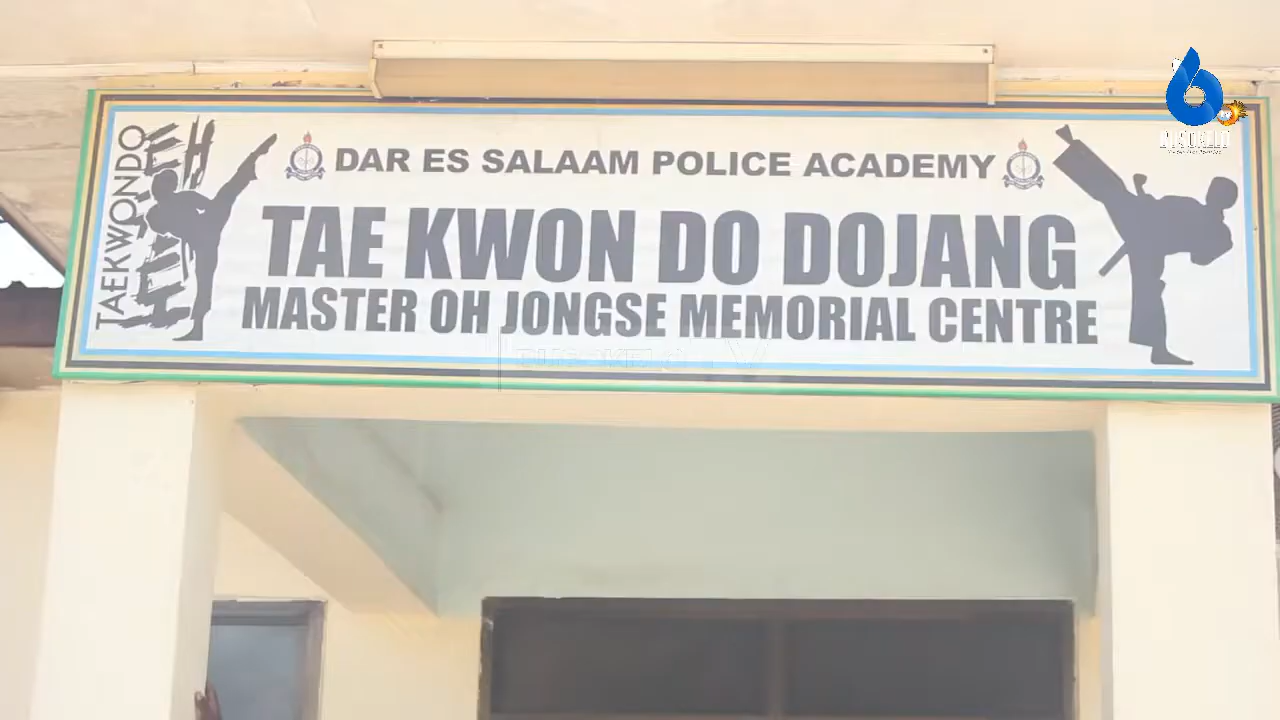 DAR ES SALAAM POLICE ACADEMY
TAE KWON DO DOJANG
MASTER OH JONGSE MEMORIAL CENTRE
TAEKWONDO